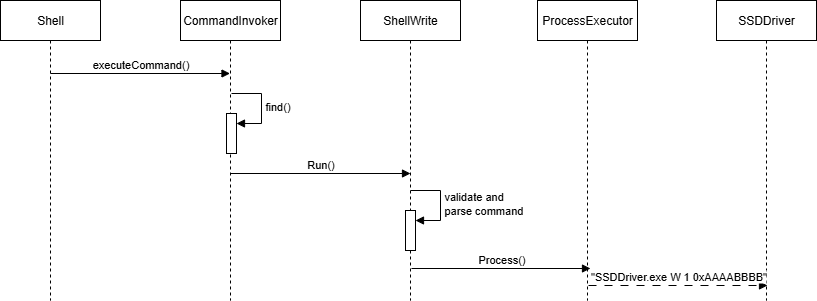 Shell
CommandInvoker
ShellWrite
ProcessExecutor
SSDDriver
executeCommand()
find()
Run()
validate and
parse command
Process()
"SSDDriver.exe W 1 0xAAAABBBB"